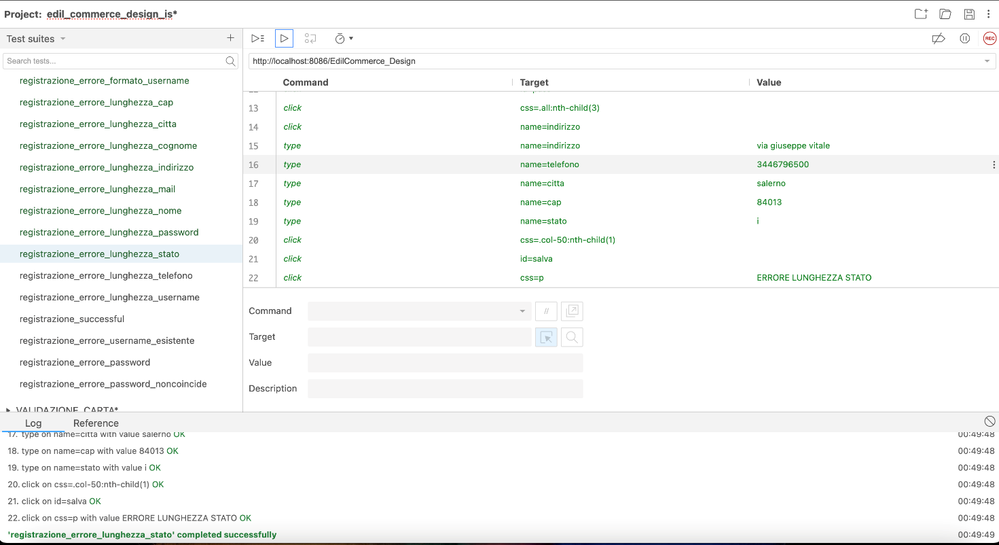 Project: edil_commerce_design_is*
Test suites
Search tests...
registrazione_errore_formato_username
registrazione_errore_lunghezza_cap
registrazione_errore_lunghezza_citta
registrazione_errore_lunghezza_cognome
registrazione_errore_lunghezza_indirizzo
registrazione_errore_lunghezza_mail
registrazione_errore_lunghezza_nome
registrazione_errore_lunghezza_password
registrazione_errore_lunghezza_stato
registrazione_errore_lunghezza_telefono
registrazione_errore_lunghezza_username
registrazione_successful
registrazione_errore_username_esistente
registrazione_errore_password
registrazione_errore_password_noncoincide
VALIDAZIONE_CARTA*
REC
http://localhost:8086/EdilCommerce_Design
Command Target Value
13 click css=.all:nth-child(3)
14 click name=indirizzo
15 type name=indirizzo via giuseppe vitale
16 type name=telefono 3446796500
17 type name=citta salerno
18 type name=cap 84013
19 type name=stato i
20 click css=.col-50:nth-child(1)
21 click id=salva
22 click css=p ERRORE LUNGHEZZA STATO
Command //
Target
Value
Description
Log Reference
17. type on name=citta with value salerno OK 00:49:48
18. type on name=cap with value 84013 OK 00:49:48
19. type on name=stato with value i OK 00:49:48
20. click on css=.col-50:nth-child(1) OK 00:49:48
21. click on id=salva OK 00:49:48
22. click on css=p with value ERRORE LUNGHEZZA STATO OK 00:49:48
'registrazione_errore_lunghezza_stato' completed successfully 00:49:49